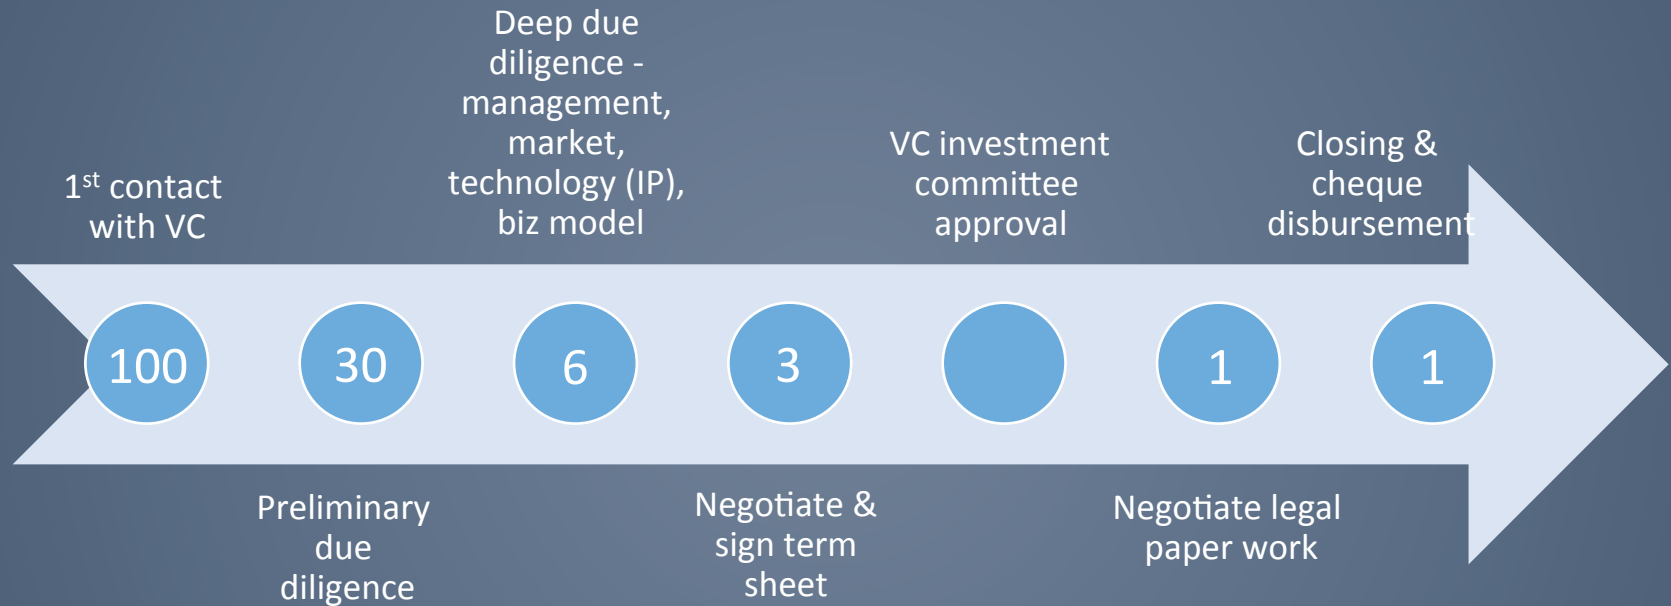 Deep due
diligence -
management,
market,
technology (IP),
biz model
1st contact
with VC
VC investment
committee
approval
Closing &
cheque
disbursement
100
30
6
3
1
1
Preliminary
due
diligence
Negotiate &
sign term
sheet
Negotiate legal
paper work